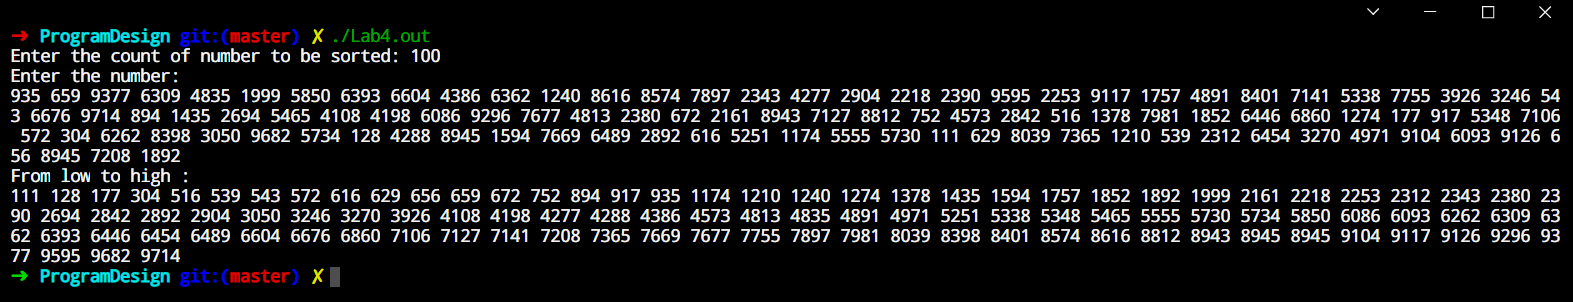 ➜ ProgramDesign git:(master) ✗ ./Lab4.out
Enter the count of number to be sorted: 100
Enter the number:
935 659 9377 6309 4835 1999 5850 6393 6604 4386 6362 1240 8616 8574 7897 2343 4277 2904 2218 2390 9595 2253 9117 1757 4891 8401 7141 5338 7755 3926 3246 54
3 6676 9714 894 1435 2694 5465 4108 4198 6086 9296 7677 4813 2380 672 2161 8943 7127 8812 752 4573 2842 516 1378 7981 1852 6446 6860 1274 177 917 5348 7106
572 304 6262 8398 3050 9682 5734 128 4288 8945 1594 7669 6489 2892 616 5251 1174 5555 5730 111 629 8039 7365 1210 539 2312 6454 3270 4971 9104 6093 9126 6
56 8945 7208 1892
From low to high :
111 128 177 304 516 539 543 572 616 629 656 659 672 752 894 917 935 1174 1210 1240 1274 1378 1435 1594 1757 1852 1892 1999 2161 2218 2253 2312 2343 2380 23
90 2694 2842 2892 2904 3050 3246 3270 3926 4108 4198 4277 4288 4386 4573 4813 4835 4891 4971 5251 5338 5348 5465 5555 5730 5734 5850 6086 6093 6262 6309 63
62 6393 6446 6454 6489 6604 6676 6860 7106 7127 7141 7208 7365 7669 7677 7755 7897 7981 8039 8398 8401 8574 8616 8812 8943 8945 8945 9104 9117 9126 9296 93
77 9595 9682 9714
➜ ProgramDesign git:(master) ✗